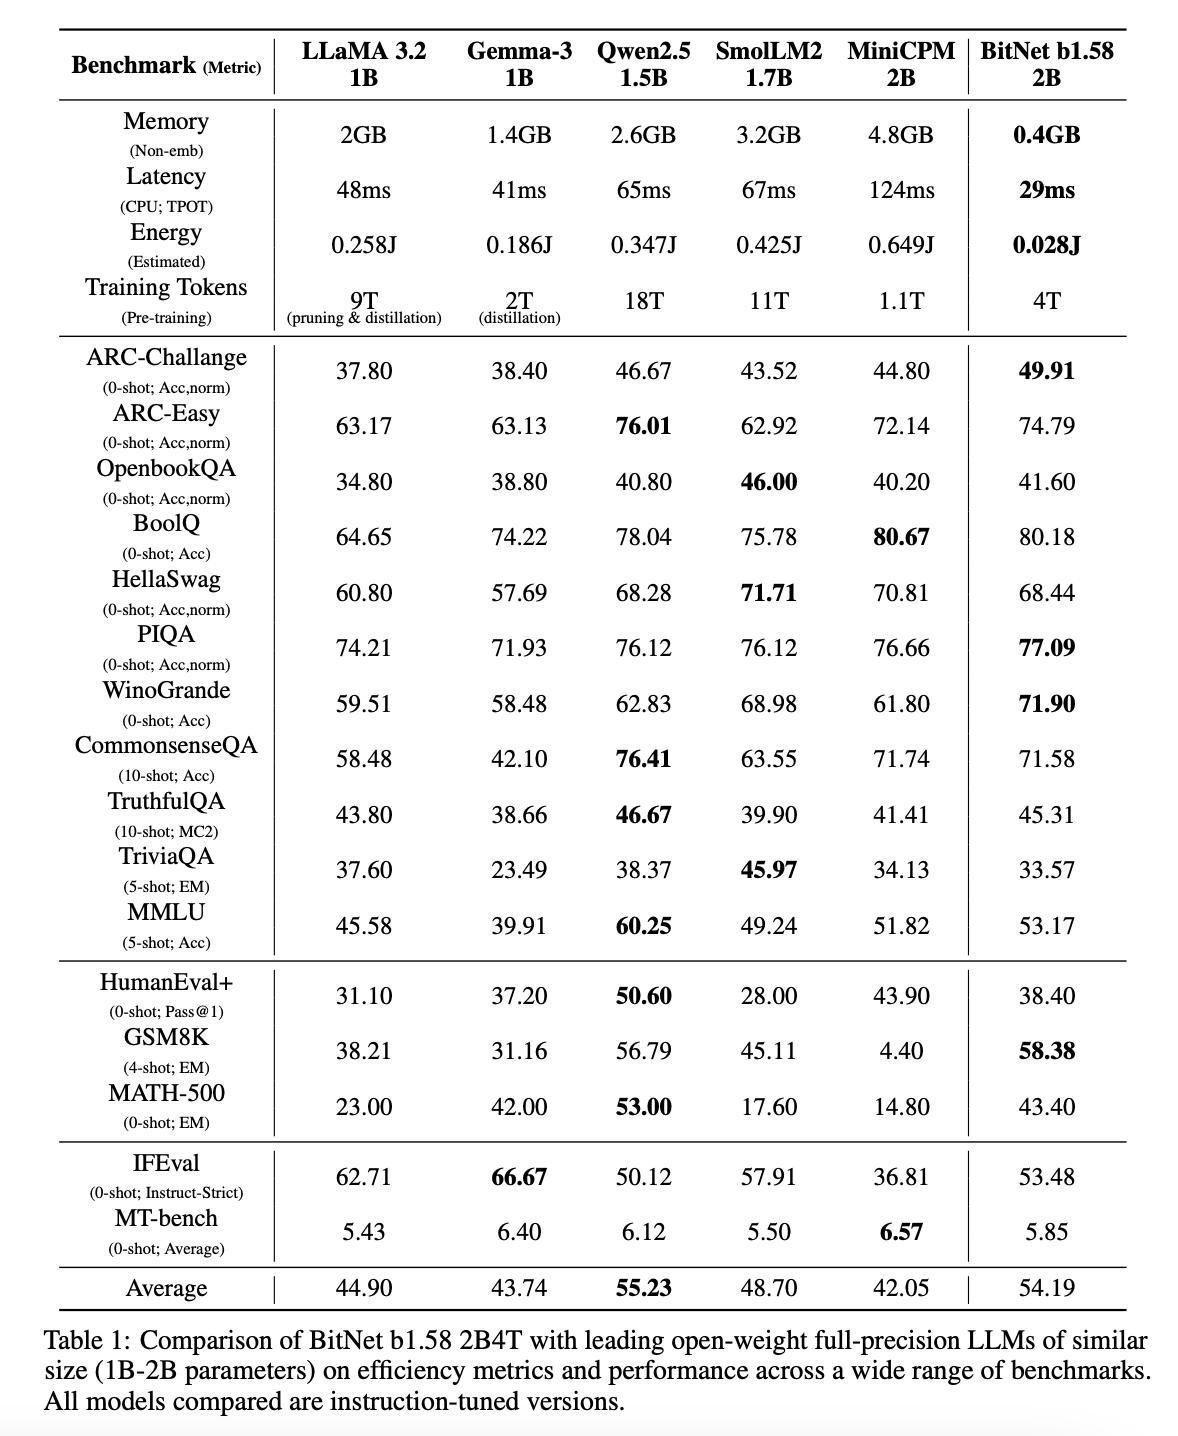 Benchmark (Metric) LLaMA 3.2 1B Gemma-3 1B Qwen2.5 1.5B SmolLM2 1.7B MiniCPM 2B BitNet b1.58 2B
Memory (Non-emb) 2GB 1.4GB 2.6GB 3.2GB 4.8GB 0.4GB
Latency (CPU; TPOT) 48ms 41ms 65ms 67ms 124ms 29ms
Energy (Estimated) 0.258J 0.186J 0.347J 0.425J 0.649J 0.028J
Training Tokens (Pre-training) 9T (pruning & distillation) 2T (distillation) 18T 11T 1.1T 4T
ARC-Challange (0-shot; Acc,norm) 37.80 38.40 46.67 43.52 44.80 49.91
ARC-Easy (0-shot; Acc,norm) 63.17 63.13 76.01 62.92 72.14 74.79
OpenbookQA (0-shot; Acc,norm) 34.80 38.80 40.80 46.00 40.20 41.60
BoolQ (0-shot; Acc) 64.65 74.22 78.04 75.78 80.67 80.18
HellaSwag (0-shot; Acc,norm) 60.80 57.69 68.28 71.71 70.81 68.44
PIQA (0-shot; Acc,norm) 74.21 71.93 76.12 76.12 76.66 77.09
WinoGrande (0-shot; Acc) 59.51 58.48 62.83 68.98 61.80 71.90
CommonsenseQA (10-shot; Acc) 58.48 42.10 76.41 63.55 71.74 71.58
TruthfulQA (10-shot; MC2) 43.80 38.66 46.67 39.90 41.41 45.31
TriviaQA (5-shot; EM) 37.60 23.49 38.37 45.97 34.13 33.57
MMLU (5-shot; Acc) 45.58 39.91 60.25 49.24 51.82 53.17
HumanEval+ (0-shot; Pass@1) 31.10 37.20 50.60 28.00 43.90 38.40
GSM8K (4-shot; EM) 38.21 31.16 56.79 45.11 4.40 58.38
MATH-500 (0-shot; EM) 23.00 42.00 53.00 17.60 14.80 43.40
IFEval (0-shot; Instruct-Strict) 62.71 66.67 50.12 57.91 36.81 53.48
MT-bench (0-shot; Average) 5.43 6.40 6.12 5.50 6.57 5.85
Average 44.90 43.74 55.23 48.70 42.05 54.19
Table 1: Comparison of BitNet b1.58 2B4T with leading open-weight full-precision LLMs of similar
size (1B-2B parameters) on efficiency metrics and performance across a wide range of benchmarks.
All models compared are instruction-tuned versions.